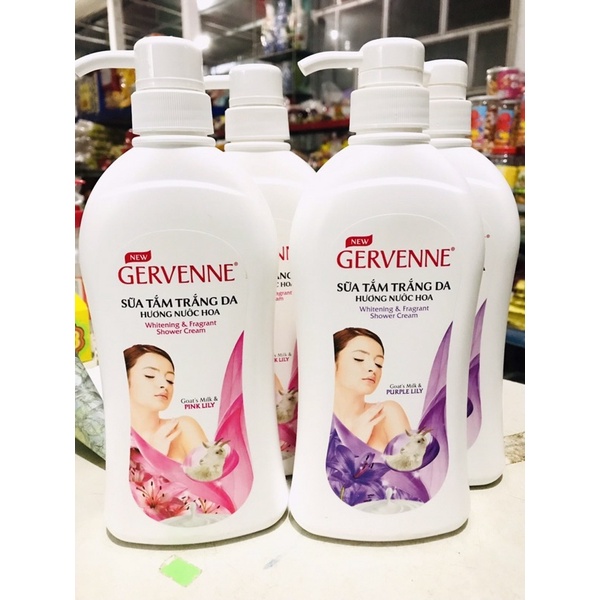 NEW
GERVENNE®
SỮA TẮM TRẮNG DA
HƯƠNG NƯỚC HOA
Whitening & Fragrant
Shower Cream
Goat's Milk &
PINK LILY
NEW
GERVENNE®
SỮA TẮM TRẮNG DA
HƯƠNG NƯỚC HOA
Whitening & Fragrant
Shower Cream
Goat's Milk &
PURPLE LILY